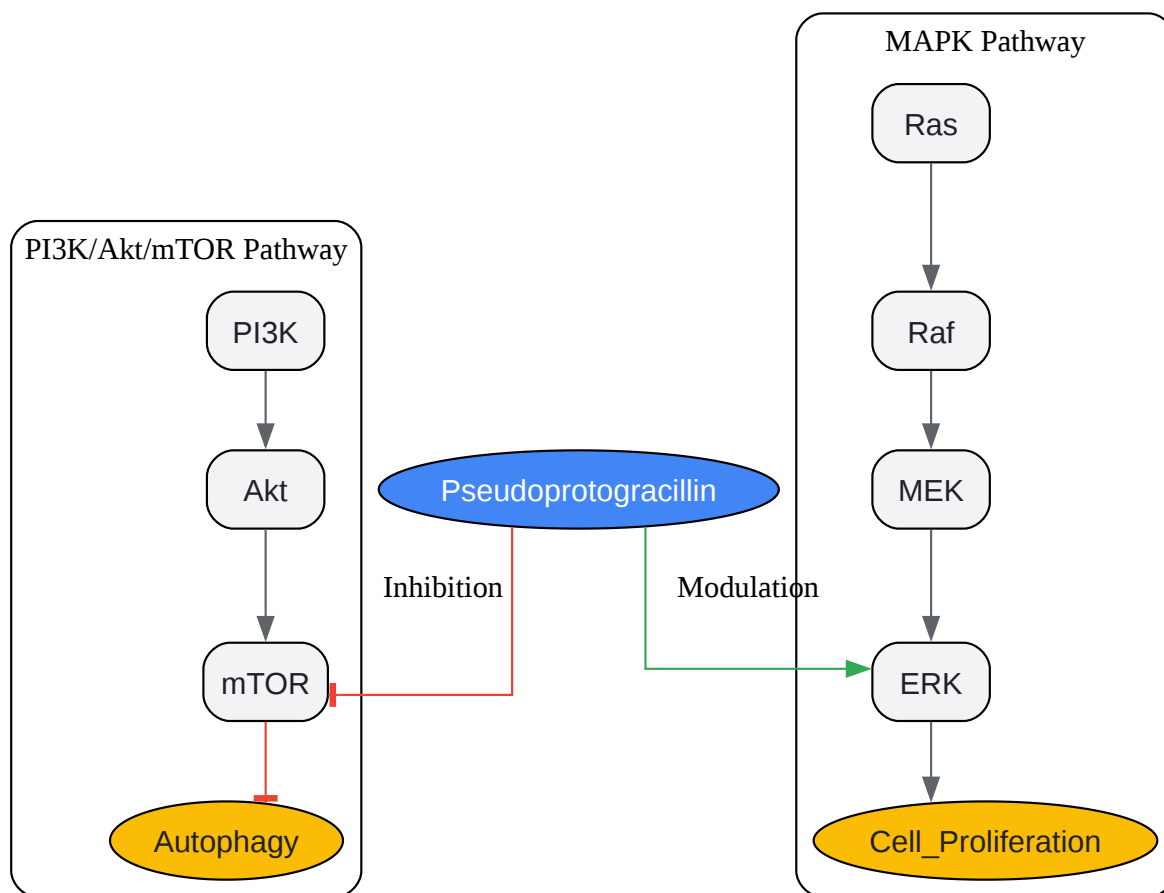 MAPK Pathway
Ras
PI3K/Akt/mTOR Pathway
PI3K
Raf
Akt
Pseudoprotogracillin
MEK
Inhibition
Modulation
mTOR
ERK
Autophagy
Cell_Proliferation